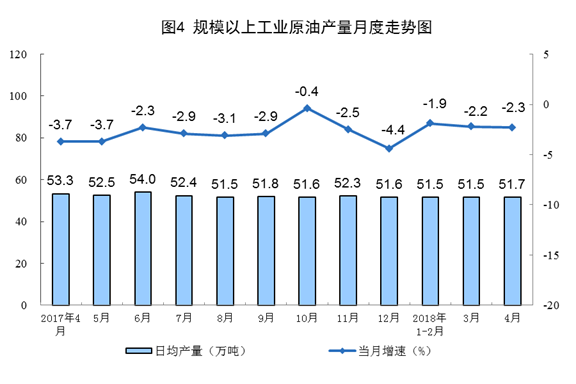 图4 规模以上工业原油产量月度走势图
120 5
100 0
80 -5
60 -10
40 -15
20
0 -20
-3.7 -3.7 -2.3 -2.9 -3.1 -2.9 -0.4 -2.5 -4.4 -1.9 -2.2 -2.3
53.3 52.5 54.0 52.4 51.5 51.8 51.6 52.3 51.6 51.5 51.5 51.7
2017年4月 5月 6月 7月 8月 9月 10月 11月 12月 2018年1-2月 3月 4月
日均产量（万吨） 当月增速（%）